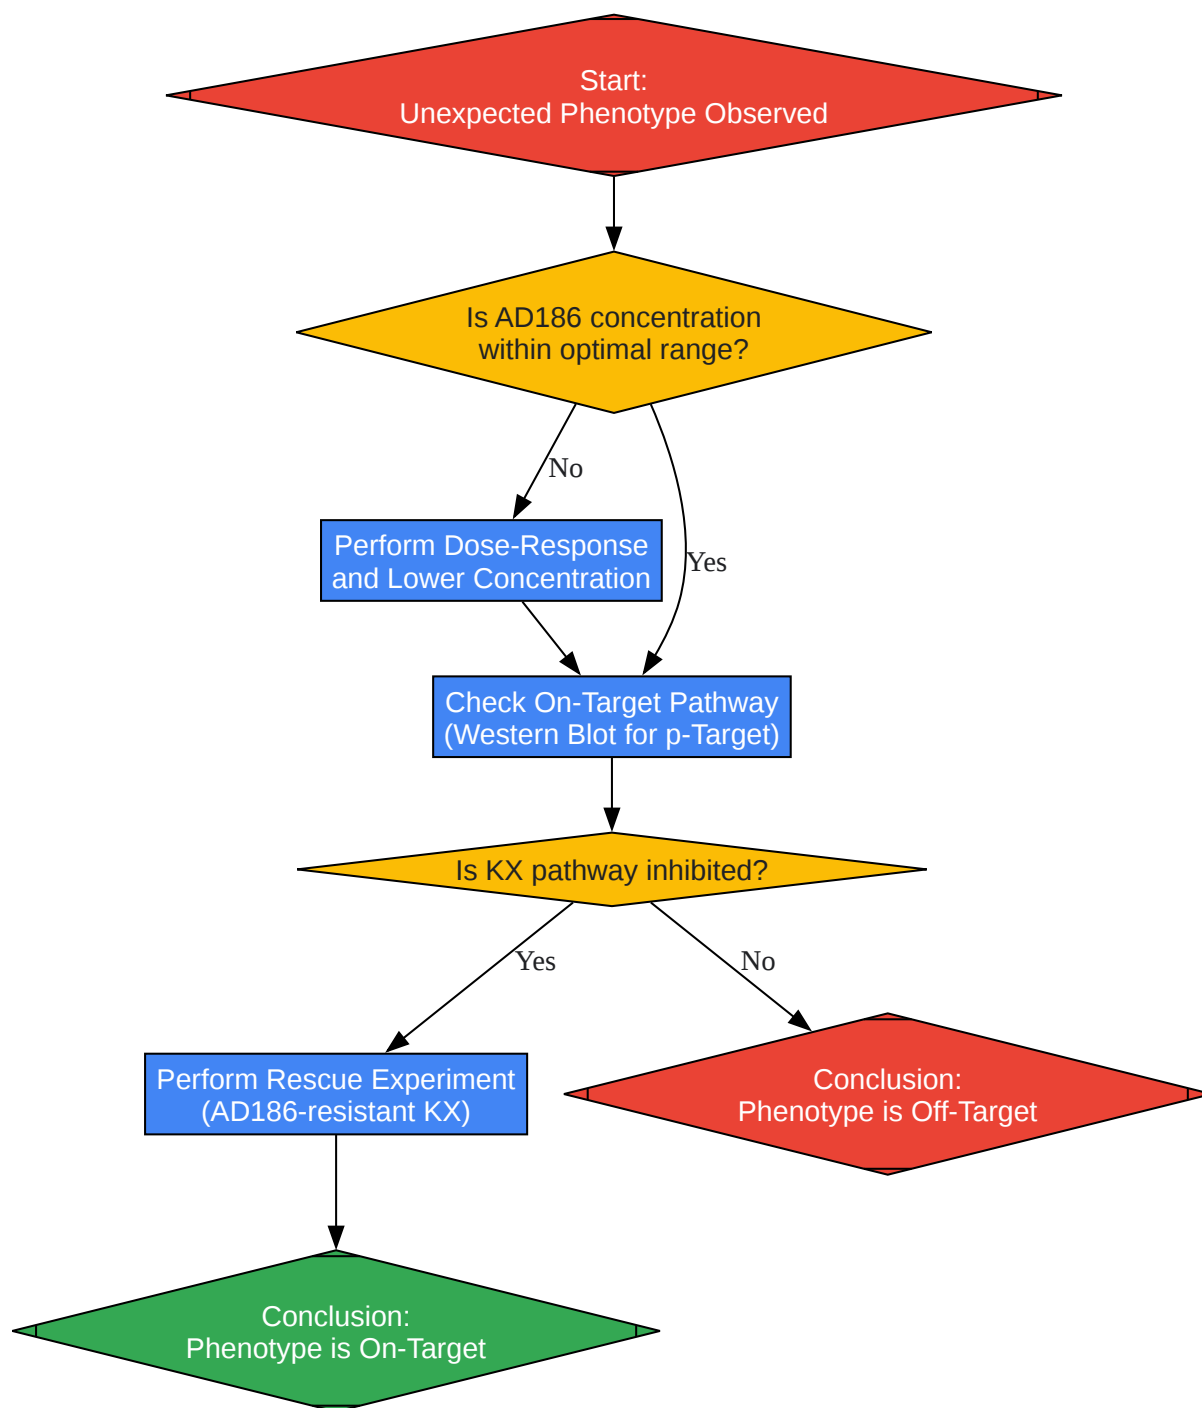 Start:
Unexpected Phenotype Observed
Is AD186 concentration
within optimal range?
No
Perform Dose-Response
and Lower Concentration
Yes
Check On-Target Pathway
(Western Blot for p-Target)
Is KX pathway inhibited?
Yes
No
Perform Rescue Experiment
(AD186-resistant KX)
Conclusion:
Phenotype is Off-Target
Conclusion:
Phenotype is On-Target